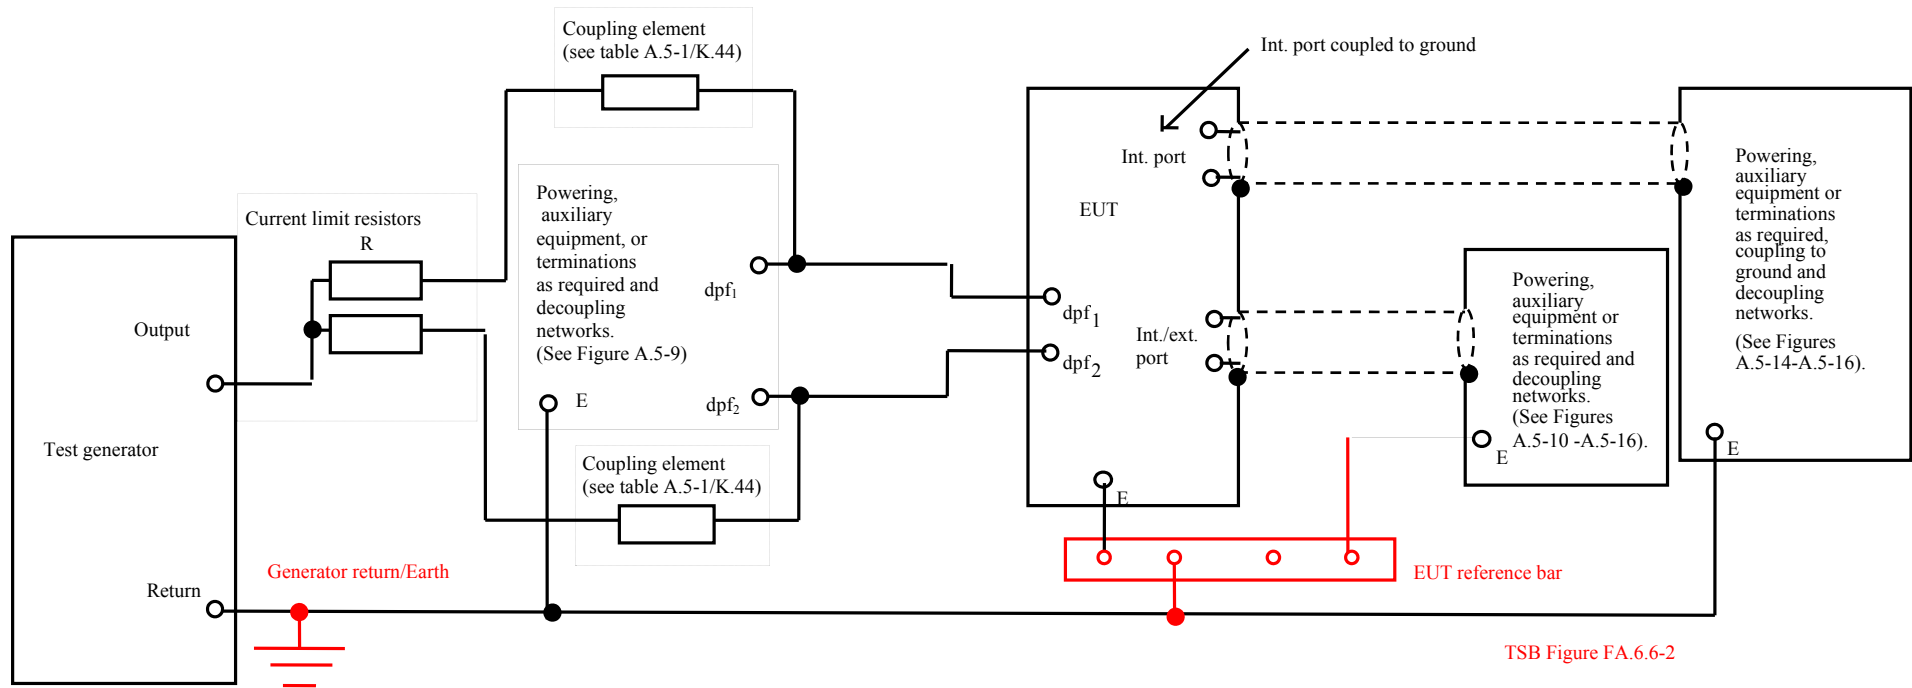 Coupling element
(see table A.5-1/K.44)
Int. port coupled to ground
Powering,
auxiliary
equipment, or
terminations
as required and
decoupling
networks.
(See Figure A.5-9)
dpf1
dpf2
E
Current limit resistors
R
Output
Test generator
Return
Generator return/Earth
Coupling element
(see table A.5-1/K.44)
Int. port
EUT
dpf1
dpf2
Int./ext.
port
E
Powering,
auxiliary
equipment or
terminations
as required and
decoupling
networks.
(See Figures
A.5-10 -A.5-16).
E
Powering,
auxiliary
equipment or
terminations
as required,
coupling to
ground and
decoupling
networks.
(See Figures
A.5-14-A.5-16).
E
EUT reference bar
TSB Figure FA.6.6-2